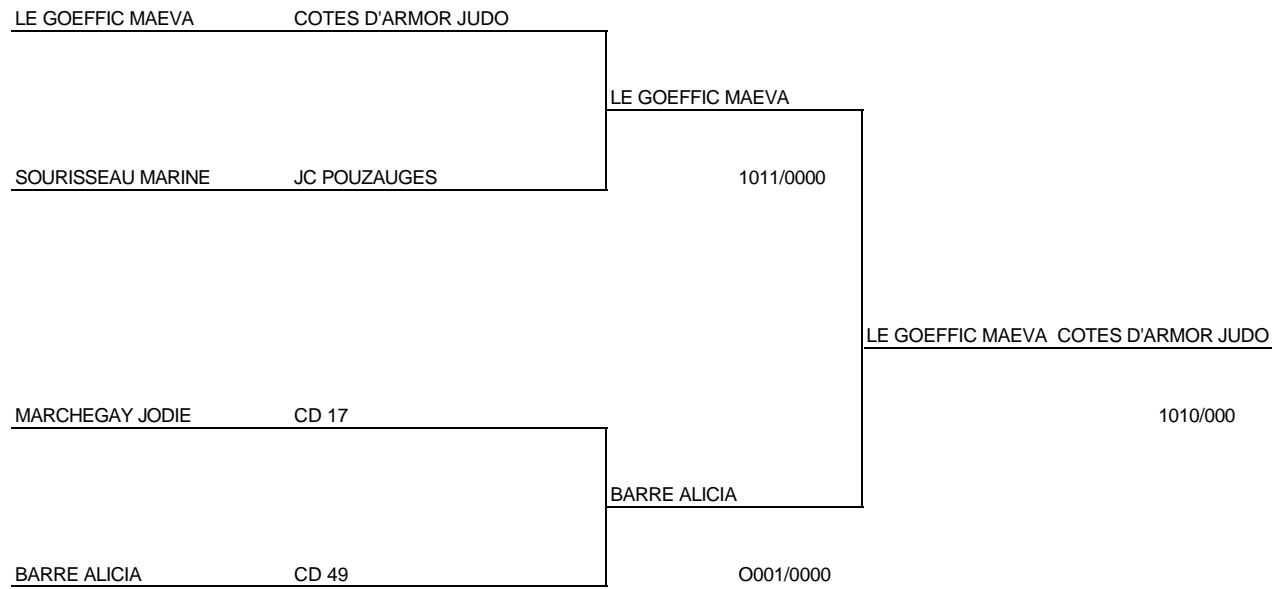 LE GOEFFIC MAEVA COTES D'ARMOR JUDO
LE GOEFFIC MAEVA
SOURISSEAU MARINE JC POUZAUGES 1011/0000
LE GOEFFIC MAEVA COTES D'ARMOR JUDO
MARCHEGAY JODIE CD 17 1010/000
BARRE ALICIA
BARRE ALICIA CD 49 O001/0000